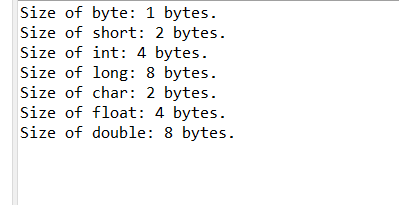 Size of byte: 1 bytes.
Size of short: 2 bytes.
Size of int: 4 bytes.
Size of long: 8 bytes.
Size of char: 2 bytes.
Size of float: 4 bytes.
Size of double: 8 bytes.